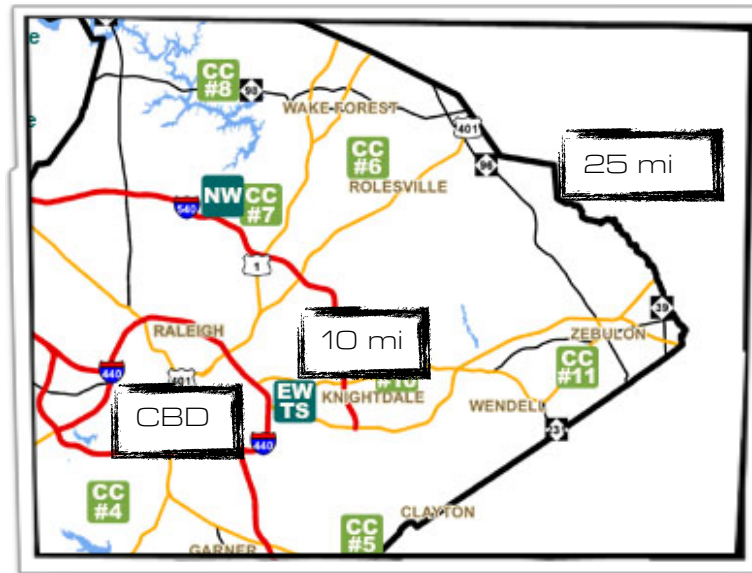 CC
#8
98
WAKE FOREST
401
CC
#6
96
25 mi
ROLESVILLE
NW
CC
#7
540
1
39
RALEIGH
10 mi
ZEBULON
440
401
CC
#11
#10
EW
TS
KNIGHTDALE
WENDELL
CBD
440
231
CC
#4
CLAYTON
CC
#5
GARNER